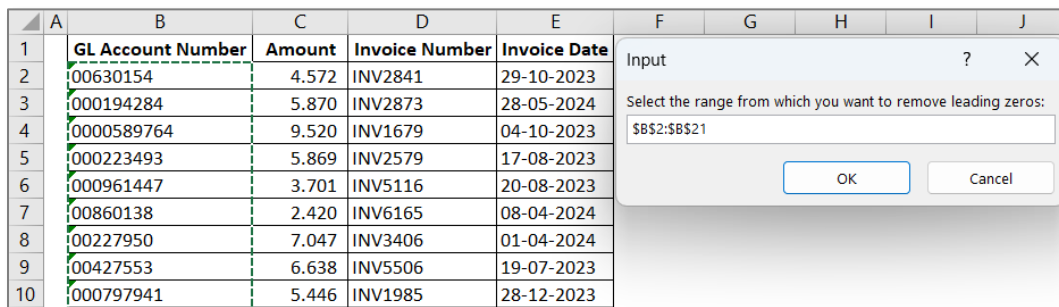 A B C D E F G H I J
1 GL Account Number Amount Invoice Number Invoice Date
2 00630154 4.572 INV2841 29-10-2023
3 000194284 5.870 INV2873 28-05-2024
4 0000589764 9.520 INV1679 04-10-2023
5 000223493 5.869 INV2579 17-08-2023
6 000961447 3.701 INV5116 20-08-2023
7 00860138 2.420 INV6165 08-04-2024
8 00227950 7.047 INV3406 01-04-2024
9 00427553 6.638 INV5506 19-07-2023
10 000797941 5.446 INV1985 28-12-2023
Input ?
Select the range from which you want to remove leading zeros:
$B$2:$B$21
OK Cancel